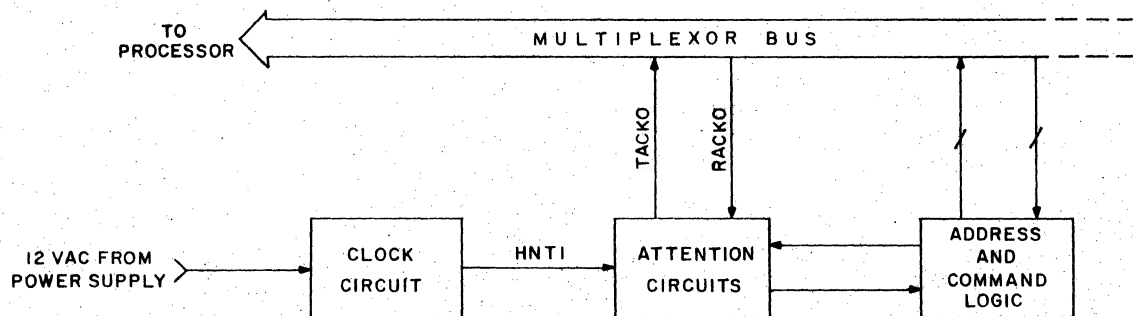 TO
PROCESSOR
MULTIPLEXOR BUS
TACKO
RACKO
12 VAC FROM
POWER SUPPLY
CLOCK
CIRCUIT
HNTI
ATTENTION
CIRCUITS
ADDRESS
AND
COMMAND
LOGIC